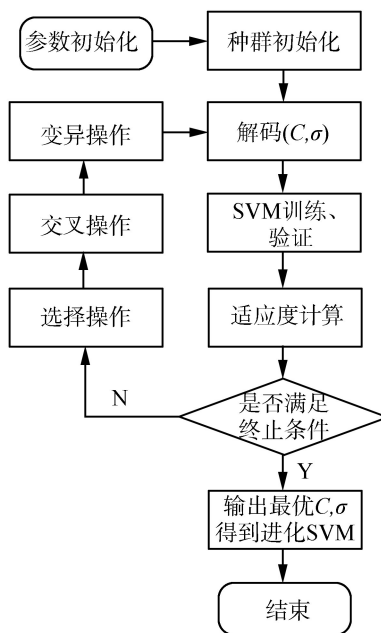 参数初始化
种群初始化
变异操作
解码(C,σ)
交叉操作
SVM训练、
验证
选择操作
适应度计算
N
是否满足
终止条件
Y
输出最优C,σ
得到进化SVM
结束